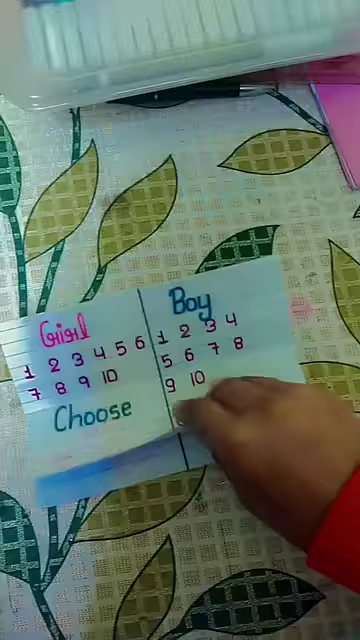 Girl
1 2 3 4 5 6
7 8 9 10
Choose
Boy
1 2 3 4
5 6 7 8
9 10